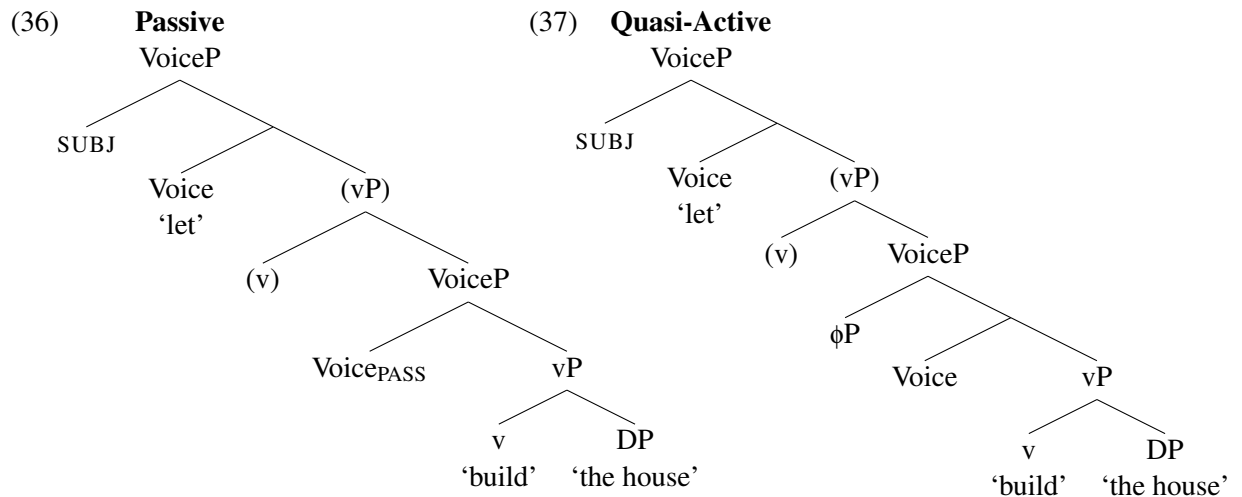 (36) Passive (37) Quasi-Active
VoiceP VoiceP
SUBJ SUBJ
Voice (vP) Voice (vP)
‘let’ ‘let’
(v) VoiceP (v) VoiceP
VoicePASS vP ϕP
Voice vP
v DP
‘build’ ‘the house’
v DP
‘build’ ‘the house’